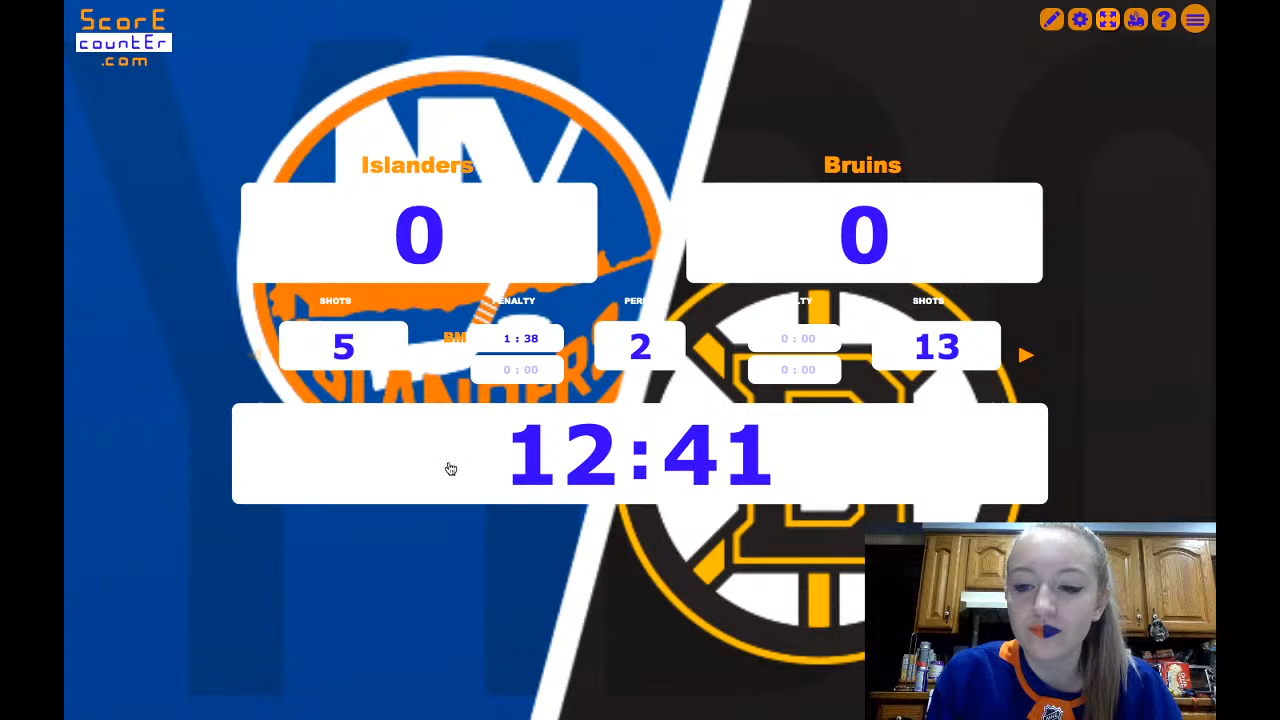 ScorE
countEr
.com
Islanders
Bruins
0
0
SHOTS
PENALTY
SHOTS
5
BM
1 : 38
0 : 00
2
0 : 00
0 : 00
13
12:41